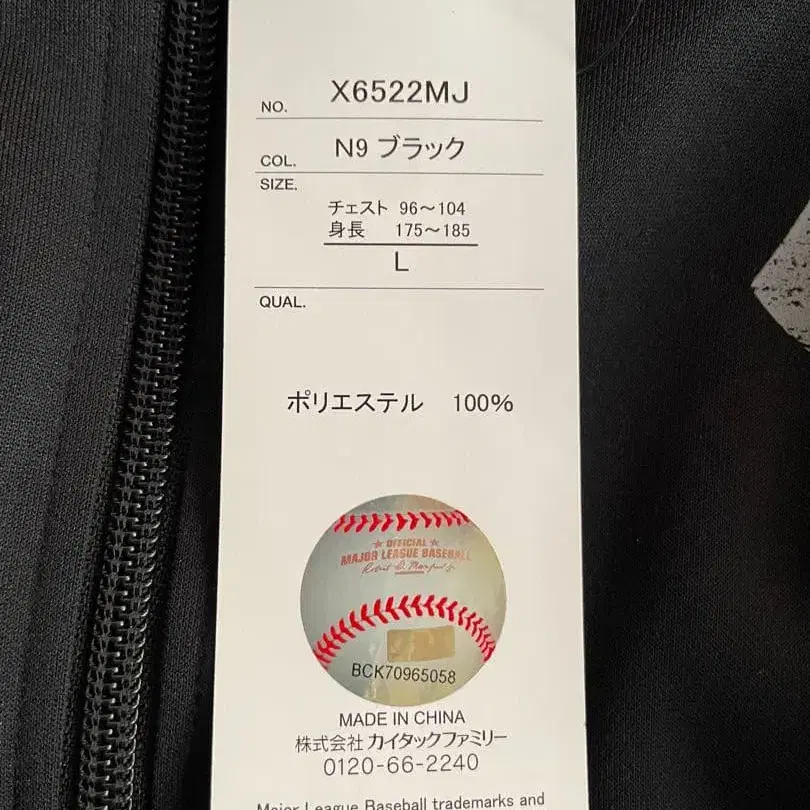 NO. X6522MJ
COL. N9 ブラック
SIZE.
チェスト 96～104
身長 175～185
L
QUAL.
ポリエステル 100%
★ OFFICIAL ★
MAJOR LEAGUE BASEBALL
BCK70965058
MADE IN CHINA
株式会社 カイタックファミリー
0120-66-2240
Major League Baseball trademarks and